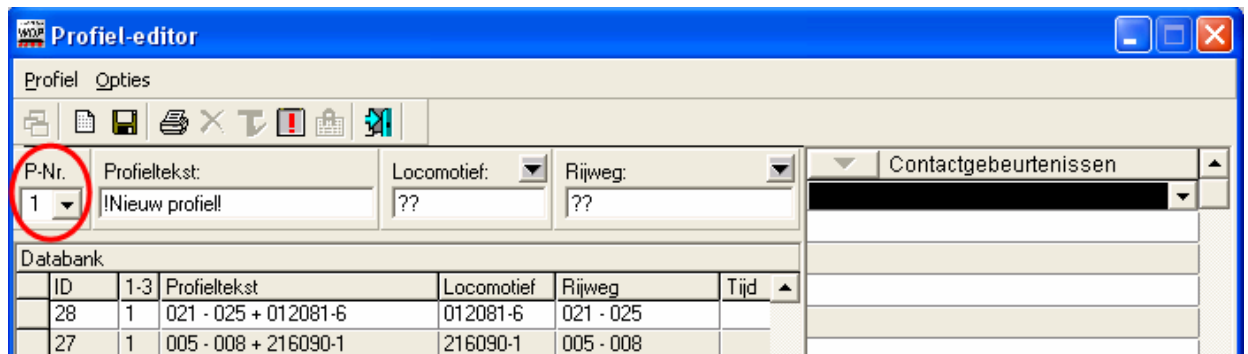 WDP Profiel-editor
Profiel Opties
P-Nr. Profieltekst: Locomotief: Rijweg: Contactgebeurtenissen
1 !Nieuw profiel! ?? ??
Databank
ID 1-3 Profieltekst Locomotief Rijweg Tijd
28 1 021 - 025 + 012081-6 012081-6 021 - 025
27 1 005 - 008 + 216090-1 216090-1 005 - 008